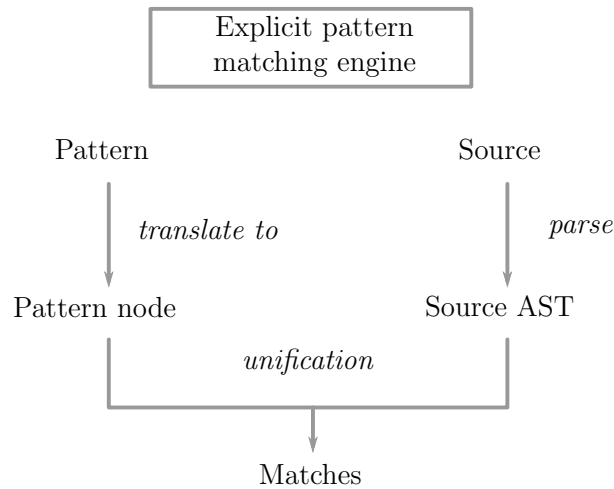 Explicit pattern
matching engine
Pattern
Source
translate to
parse
Pattern node
Source AST
unification
Matches